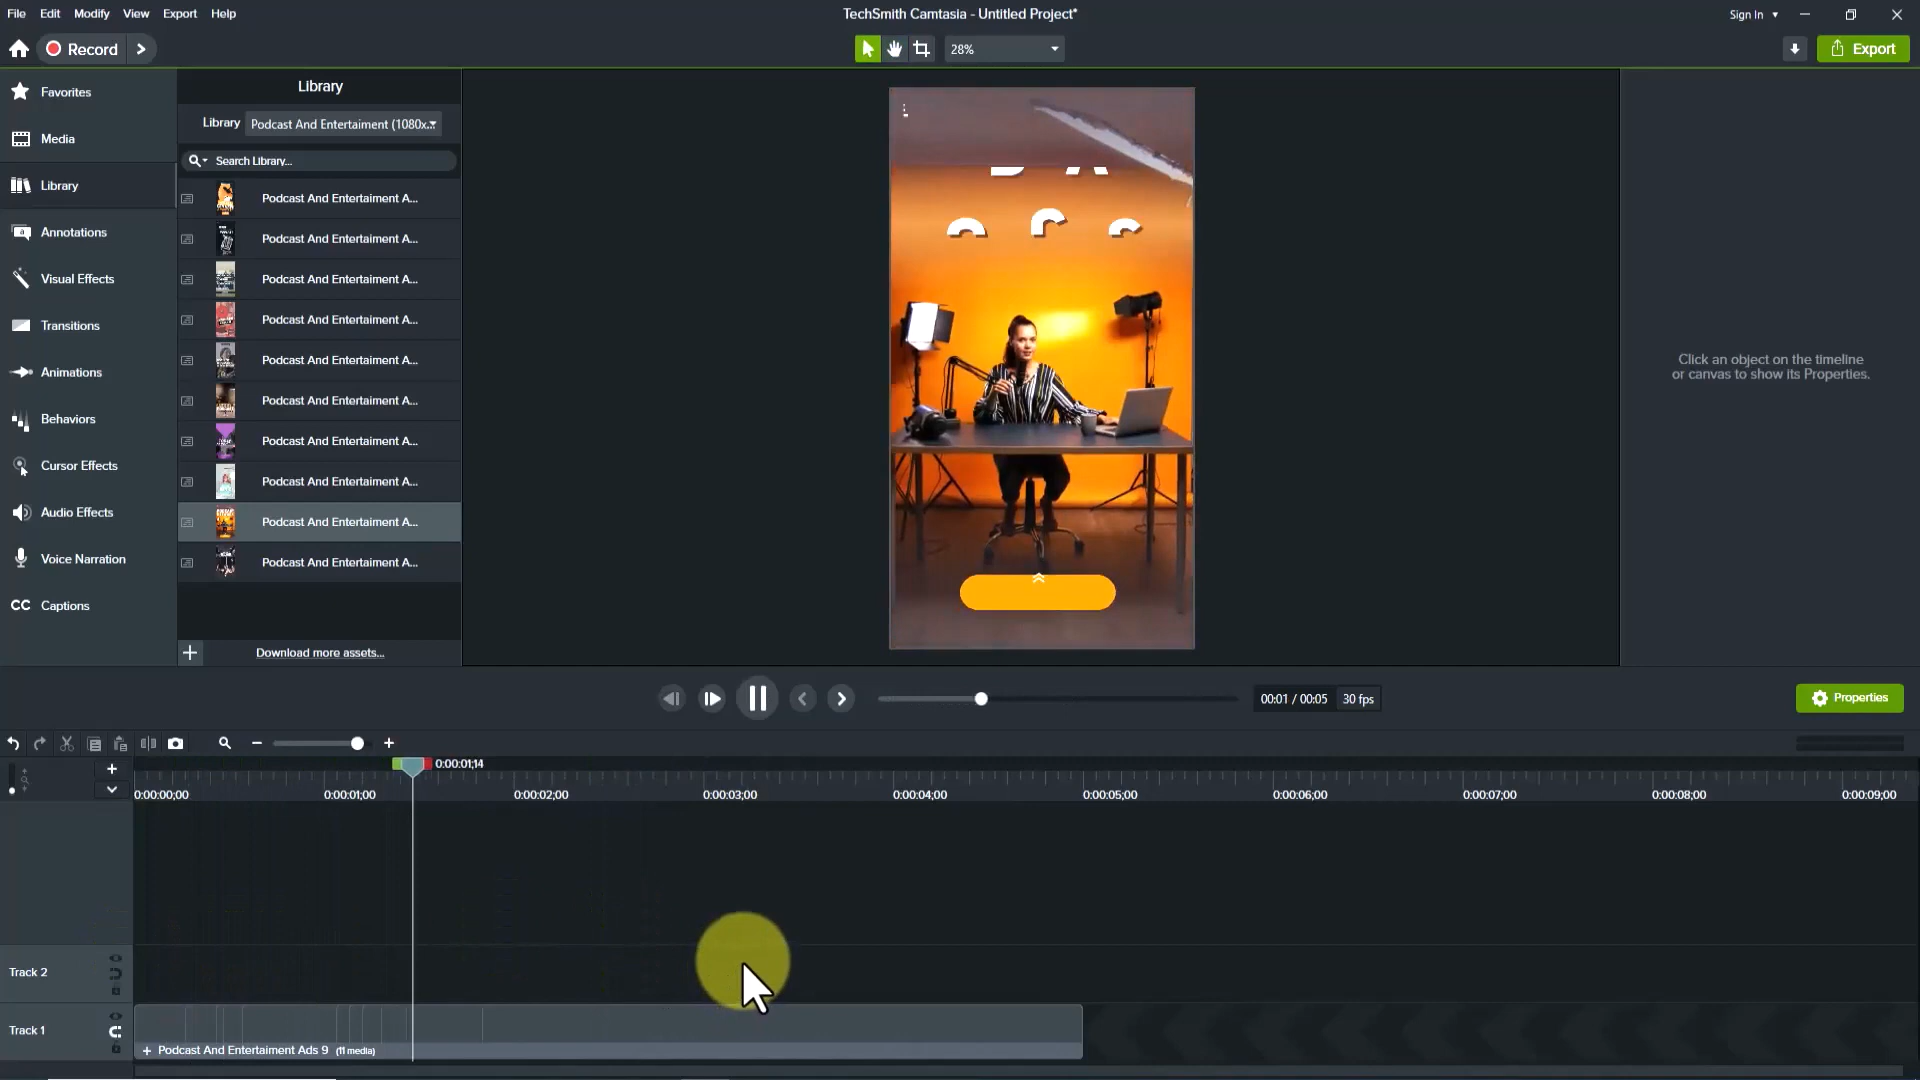 File Edit Modify View Export Help
TechSmith Camtasia - Untitled Project*
Sign In
Record
28%
Export
Favorites
Media
Library
Annotations
Visual Effects
Transitions
Animations
Behaviors
Cursor Effects
Audio Effects
Voice Narration
CC Captions
Library
Library Podcast And Entertaiment (1080x...
Search Library...
Podcast And Entertaiment A...
Podcast And Entertaiment A...
Podcast And Entertaiment A...
Podcast And Entertaiment A...
Podcast And Entertaiment A...
Podcast And Entertaiment A...
Podcast And Entertaiment A...
Podcast And Entertaiment A...
Podcast And Entertaiment A...
Podcast And Entertaiment A...
Download more assets...
Click an object on the timeline
or canvas to show its Properties.
00:01 / 00:05 30 fps
Properties
0:00:01;14
0:00:00;00 0:00:01;00 0:00:02;00 0:00:03;00 0:00:04;00 0:00:05;00 0:00:06;00 0:00:07;00 0:00:08;00 0:00:09;00
Track 2
Track 1
+ Podcast And Entertaiment Ads 9 (11 media)